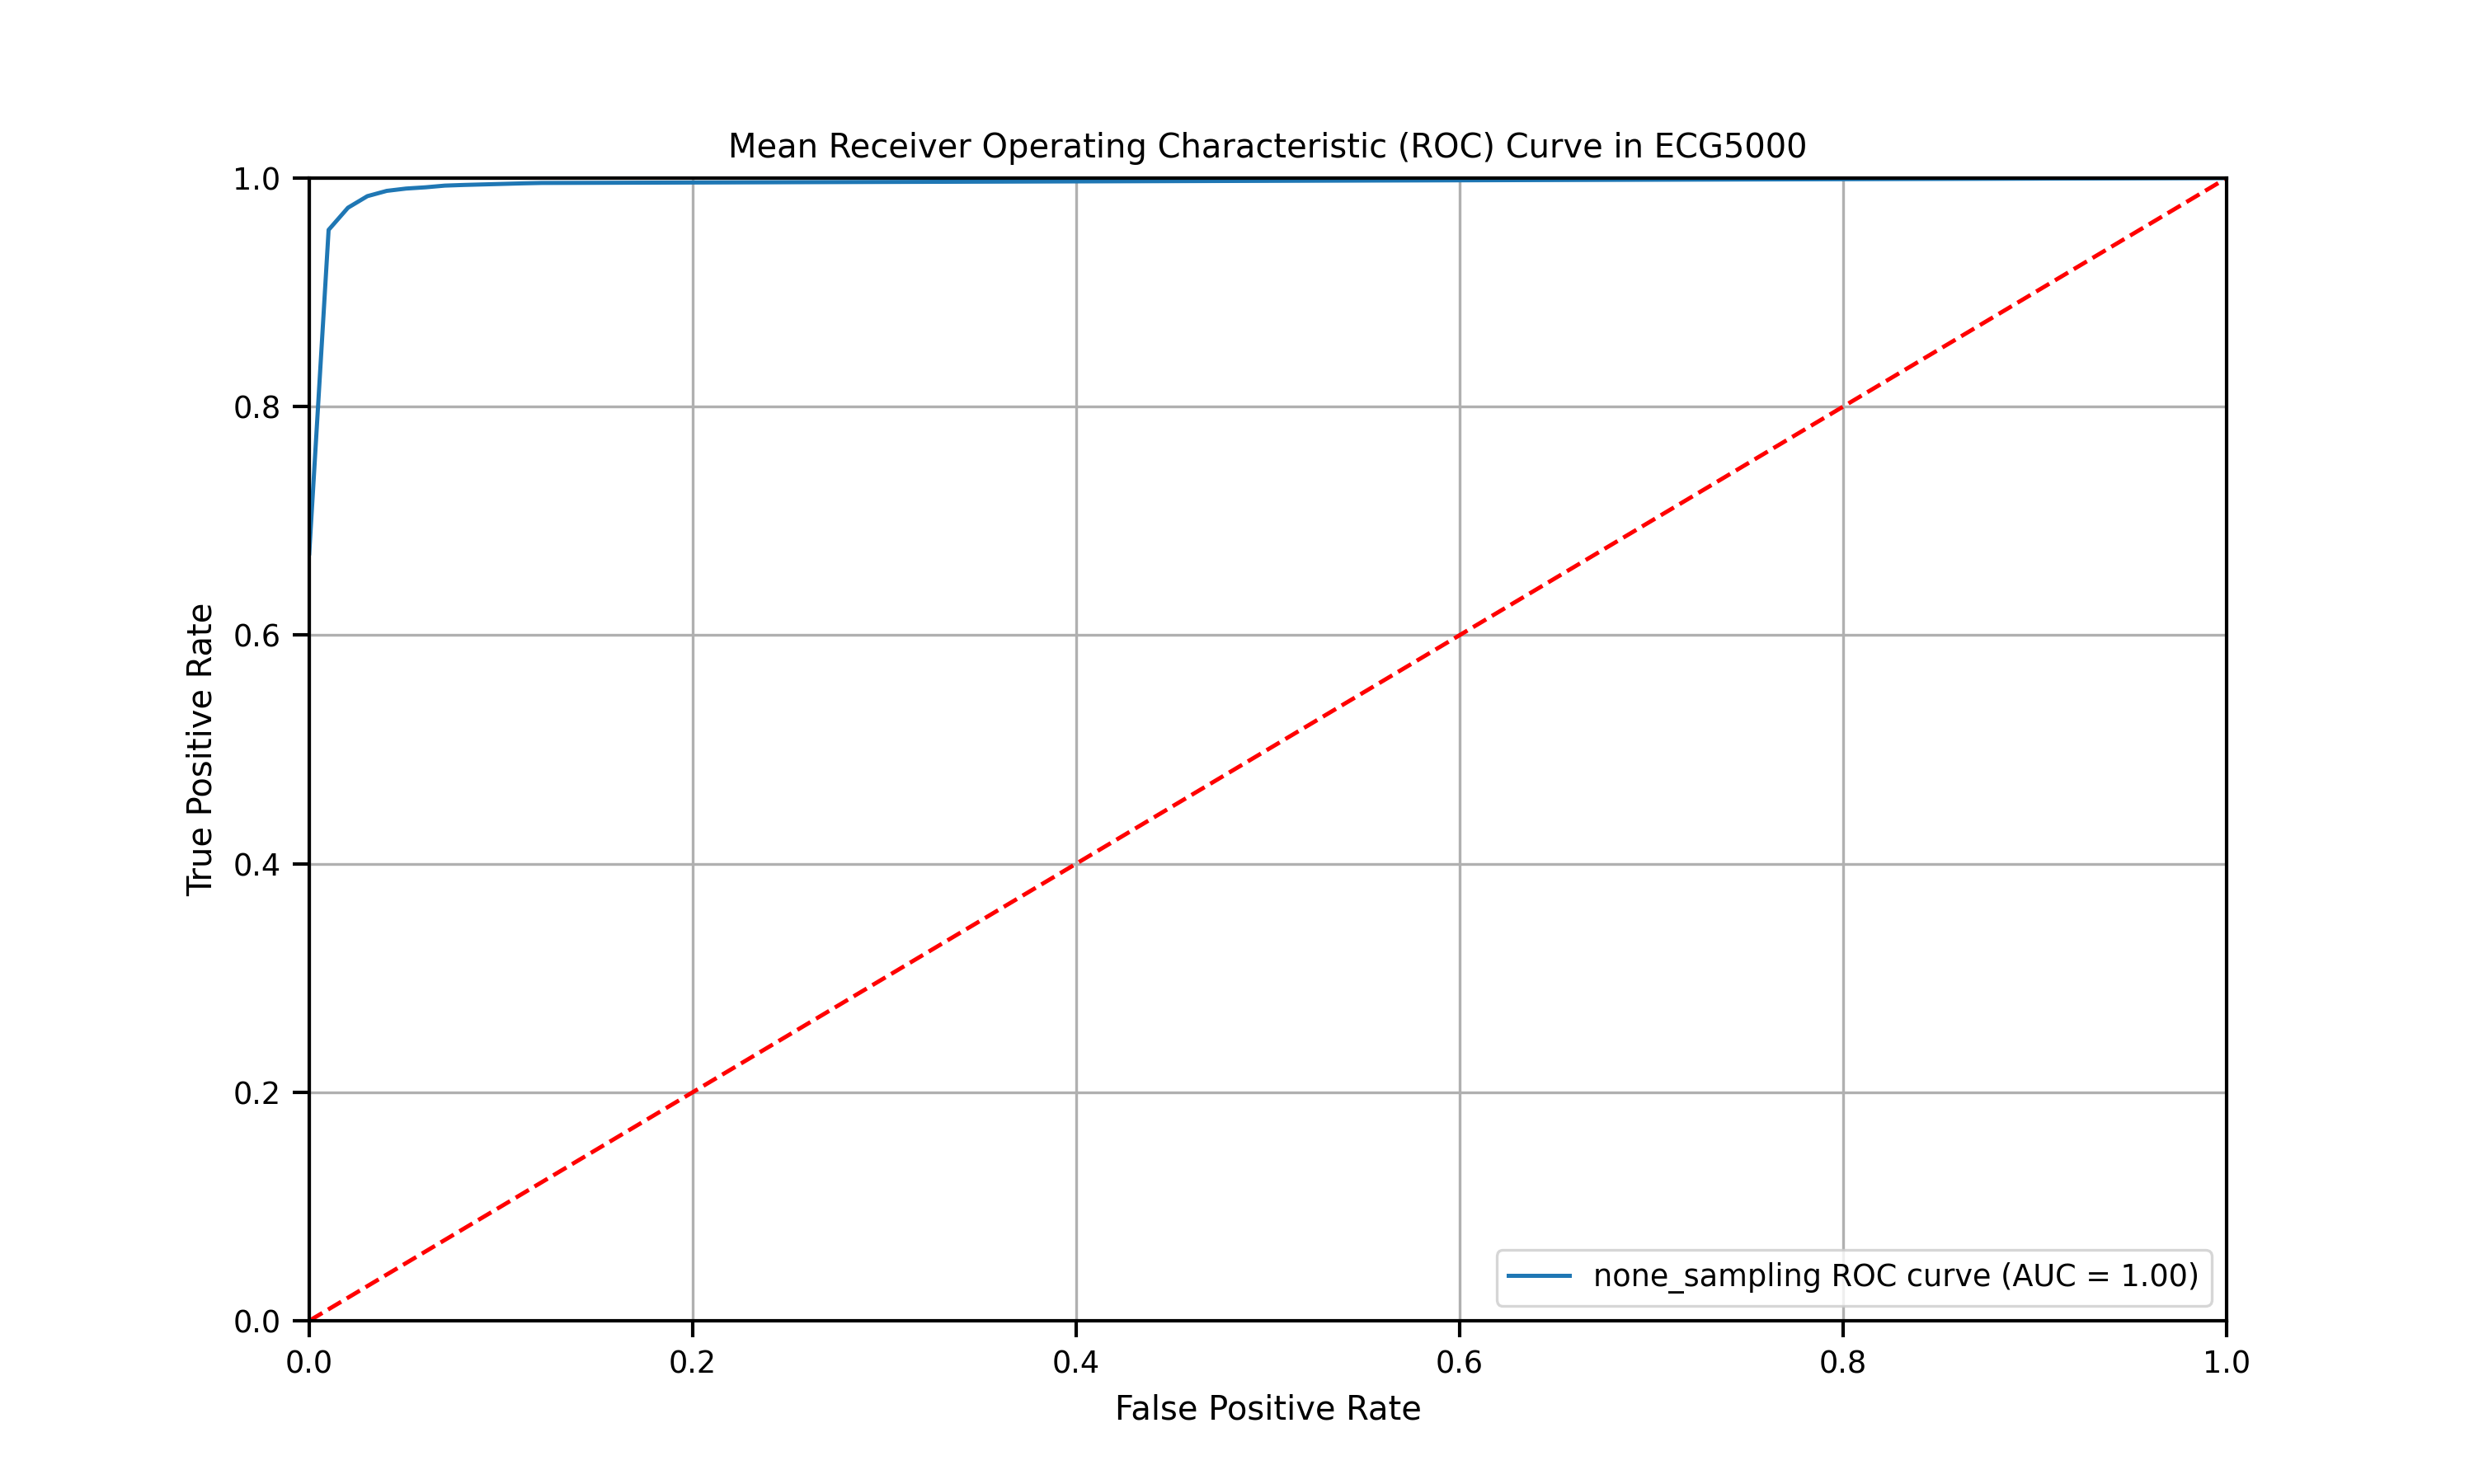 Mean Receiver Operating Characteristic (ROC) Curve in ECG5000
True Positive Rate
1.0
0.8
0.6
0.4
0.2
0.0
0.0 0.2 0.4 0.6 0.8 1.0
False Positive Rate
none_sampling ROC curve (AUC = 1.00)